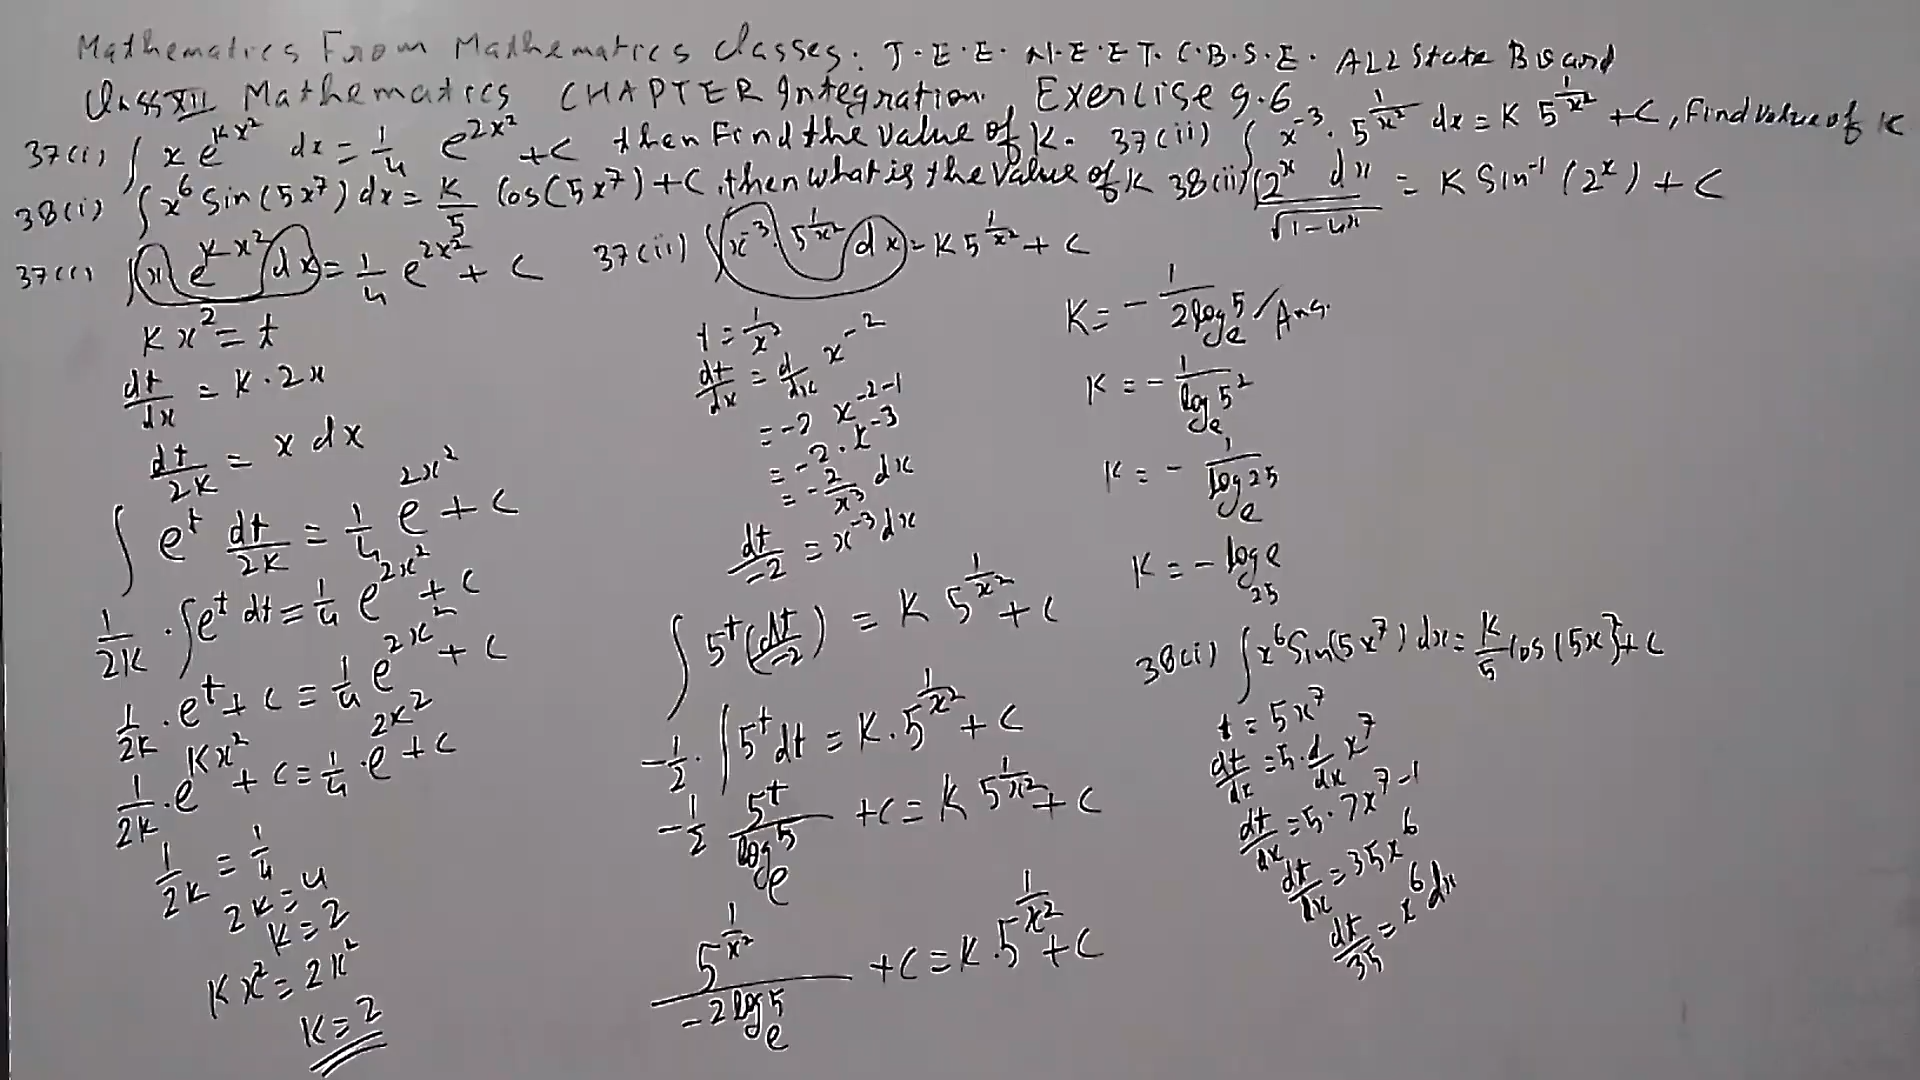 Mathematics From Mathematics Classes: J.E.E. N.E.E.T. C.B.S.E. ALL State Board
Class XII Mathematics CHAPTER Integration, Exercise 9.6
37(i) ∫ x e^{kx²} dx = 1/4 e^{2x²} + C then Find the value of K. 37(ii) ∫ x^{-3} · 5^{1/x²} dx = K 5^{1/x²} + C, Find value of K
38(i) ∫ x⁶ Sin(5x⁷) dx = K/5 Cos(5x⁷) + C, then what is the value of K 38(ii) ∫ 2^x dx / √(1-4^x) = K Sin⁻¹(2^x) + C
37(i) ∫ x e^{Kx²} dx = 1/4 e^{2x²} + C
Kx² = t
dt/dx = K·2x
dt/2K = x dx
∫ e^t dt/2K = 1/4 e^{2x²} + C
1/2K · ∫ e^t dt = 1/4 e^{2x²} + C
1/2K · e^t + C = 1/4 e^{2x²} + C
1/2K · e^{Kx²} + C = 1/4 · e^{2x²} + C
1/2K = 1/4
2K = 4
K = 2
Kx² = 2x²
K = 2
37(ii) ∫ x^{-3} · 5^{1/x²} dx = K 5^{1/x²} + C
dt/dx = d/dx x^{-2}
= -2 x^{-2-1}
= -2 · x^{-3}
= -2/x³ dx
dt/-2 = x^{-3} dx
∫ 5^t (dt/-2) = K 5^{1/x²} + C
-1/2 · ∫ 5^t dt = K · 5^{1/x²} + C
-1/2 5^t/log_e 5 + C = K 5^{1/x²} + C
5^{1/x²}/-2 log_e 5 + C = K · 5^{1/x²} + C
K = - 1/2 log_e 5 / Ans.
K = - 1/log_e 5²
K = - 1/log_e 25
K = - log_25 e
38(i) ∫ x⁶ Sin(5x⁷) dx = K/5 Cos(5x⁷) + C
t = 5x⁷
dt/dx = 5 · d/dx x⁷
dt/dx = 5 · 7x^{7-1}
dt/dx = 35x⁶
dt/35 = x⁶ dx